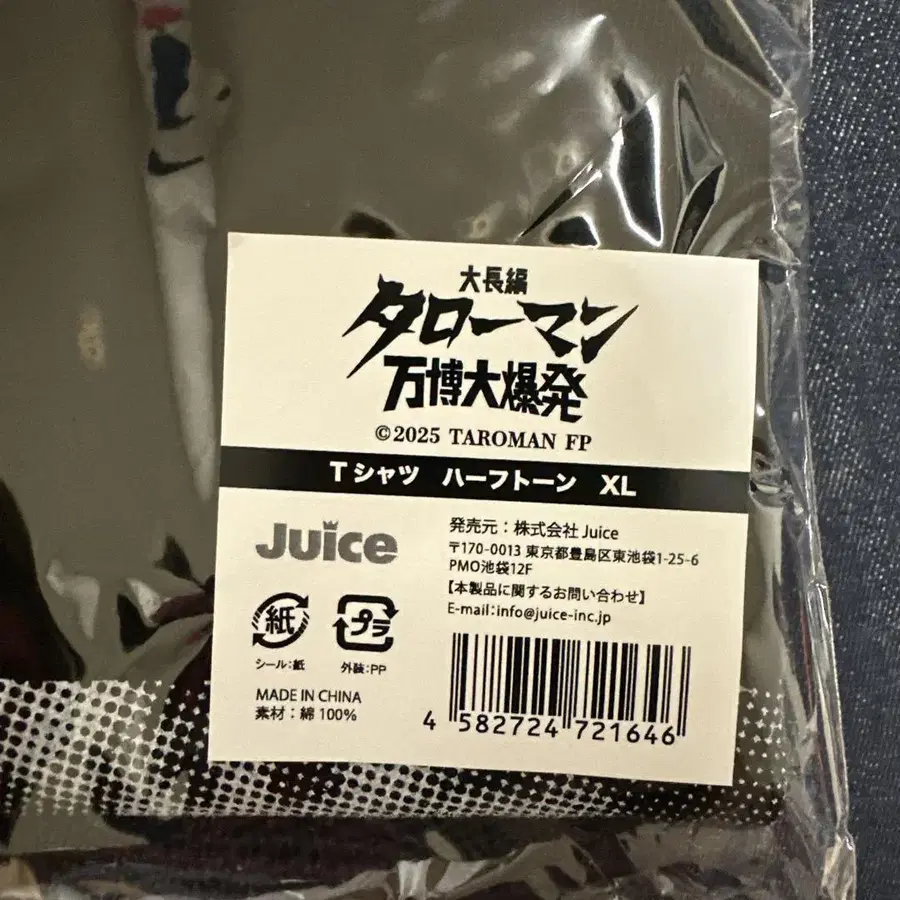 大長編
タローマン
万博大爆発
©2025 TAROMAN FP
Tシャツ ハーフトーン XL
Juice
発売元：株式会社Juice
〒170-0013 東京都豊島区東池袋1-25-6
PMO池袋12F
【本製品に関するお問い合わせ】
E-mail：info@juice-inc.jp
紙
プラ
シール：紙
外装：PP
MADE IN CHINA
素材：綿 100%
4 582724 721646